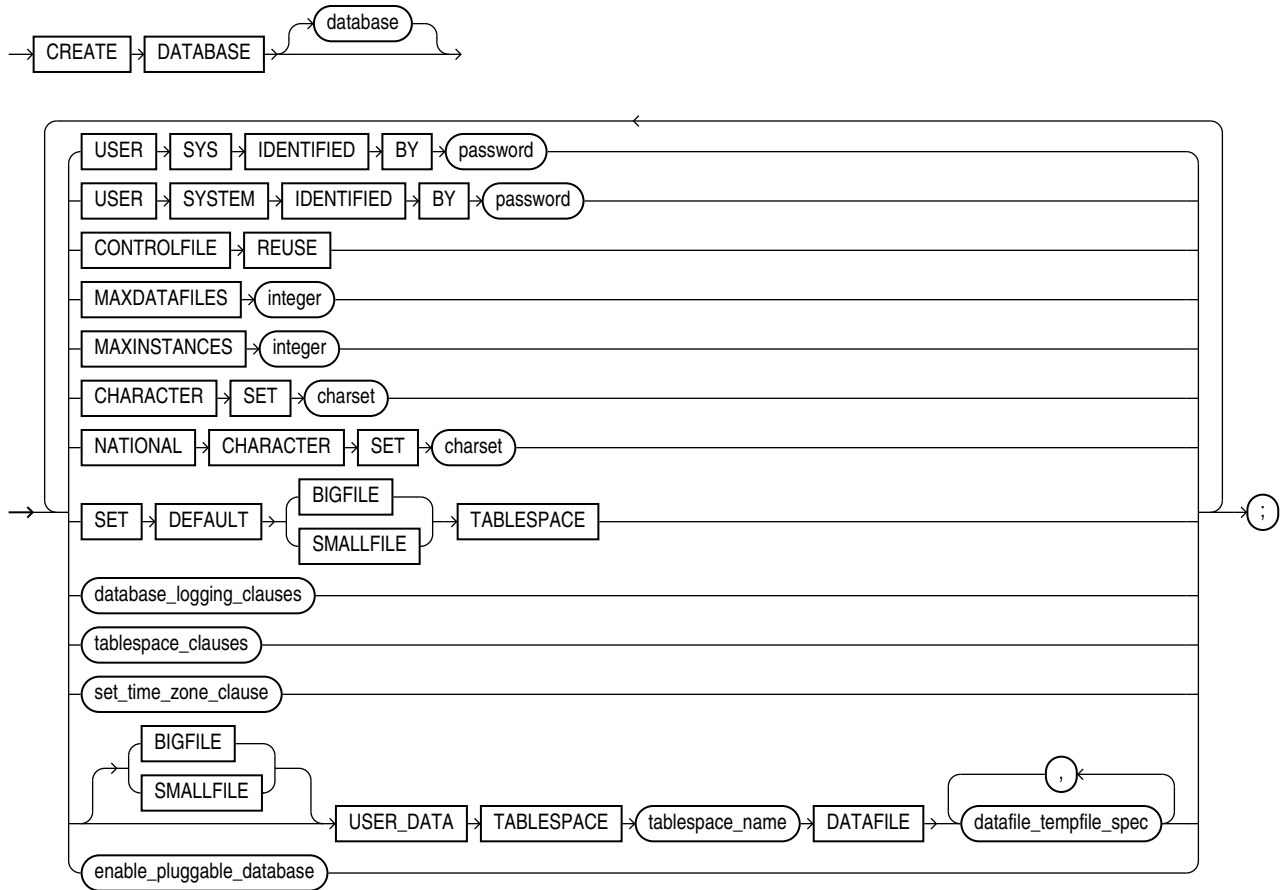 CREATE DATABASE database
USER SYS IDENTIFIED BY password
USER SYSTEM IDENTIFIED BY password
CONTROLFILE REUSE
MAXDATAFILES integer
MAXINSTANCES integer
CHARACTER SET charset
NATIONAL CHARACTER SET charset
SET DEFAULT BIGFILE SMALLFILE TABLESPACE ;
database_logging_clauses
tablespace_clauses
set_time_zone_clause
BIGFILE
SMALLFILE ,
USER_DATA TABLESPACE tablespace_name DATAFILE datafile_tempfile_spec
enable_pluggable_database